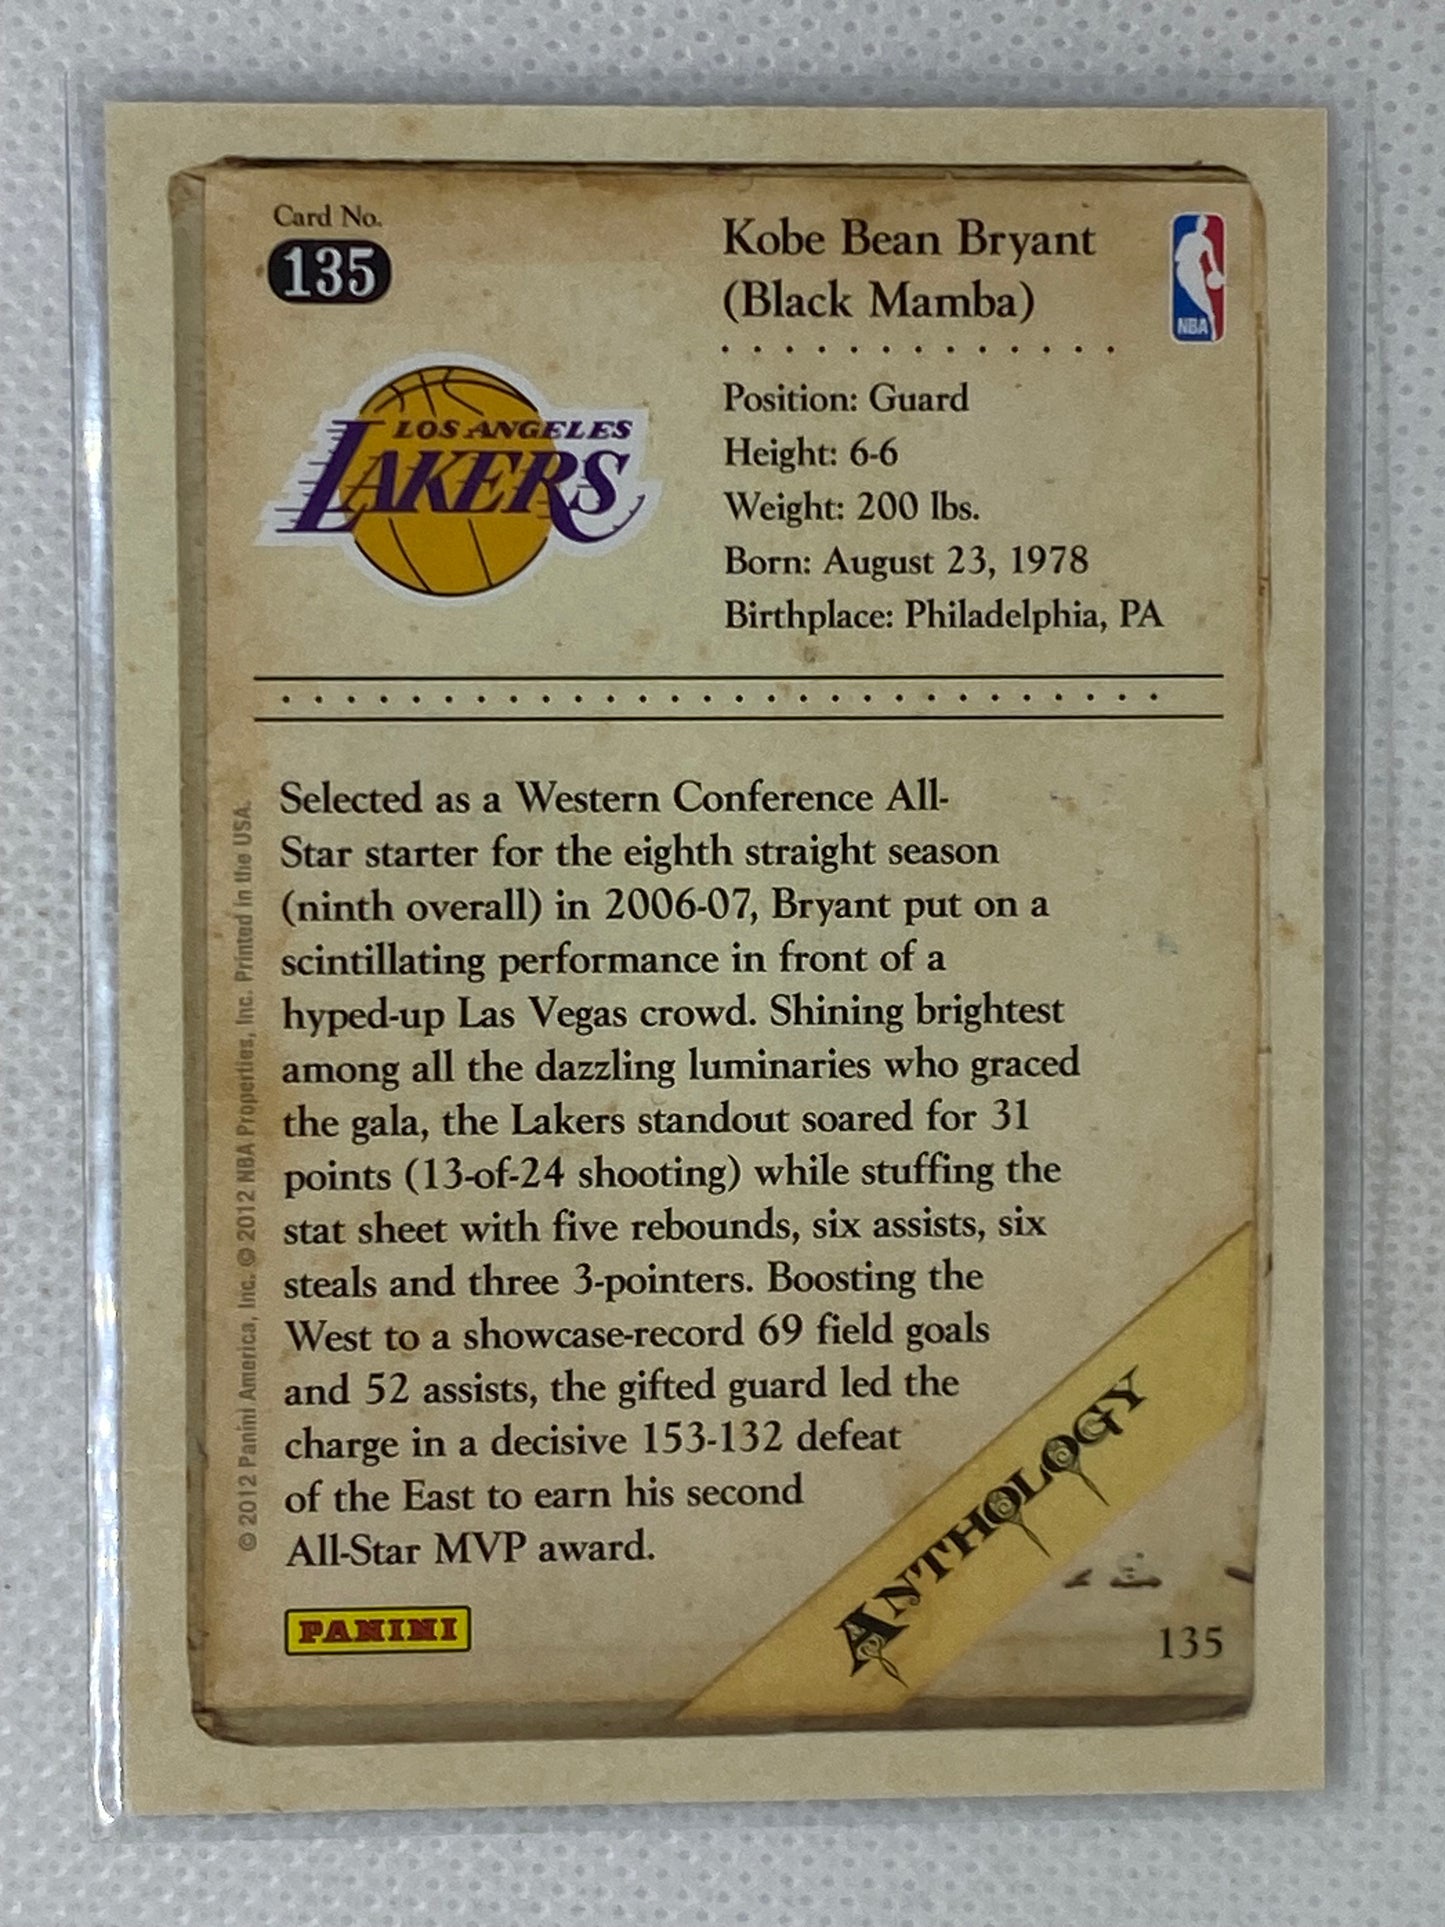 Card No.
135
Kobe Bean Bryant
(Black Mamba)
NBA
LOS ANGELES
LAKERS
Position: Guard
Height: 6-6
Weight: 200 lbs.
Born: August 23, 1978
Birthplace: Philadelphia, PA
Selected as a Western Conference All-
Star starter for the eighth straight season
(ninth overall) in 2006-07, Bryant put on a
scintillating performance in front of a
hyped-up Las Vegas crowd. Shining brightest
among all the dazzling luminaries who graced
the gala, the Lakers standout soared for 31
points (13-of-24 shooting) while stuffing the
stat sheet with five rebounds, six assists, six
steals and three 3-pointers. Boosting the
West to a showcase-record 69 field goals
and 52 assists, the gifted guard led the
charge in a decisive 153-132 defeat
of the East to earn his second
All-Star MVP award.
© 2012 Panini America, Inc. © 2012 NBA Properties, Inc. Printed in the USA.
PANINI
ANTHOLOGY
135